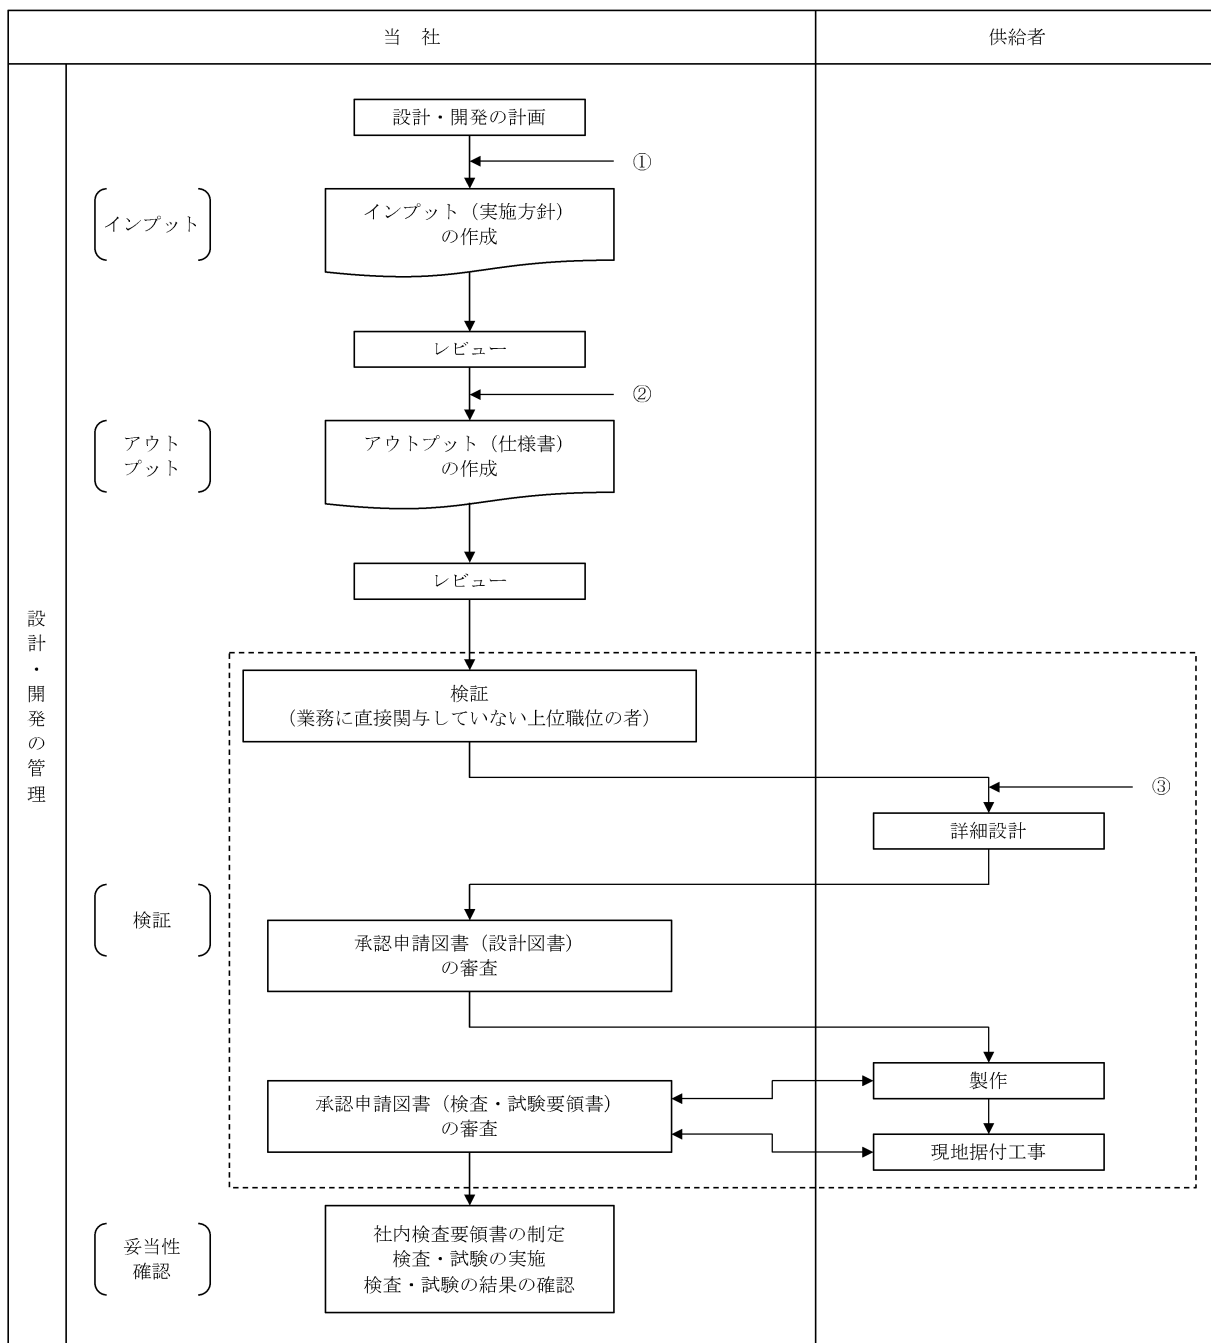 当 社
供給者
設計・開発の計画
①
インプット
インプット（実施方針）
の作成
レビュー
②
アウト
プット
アウトプット（仕様書）
の作成
レビュー
設計・開発の管理
検証
（業務に直接関与していない上位職位の者）
③
詳細設計
検証
承認申請図書（設計図書）
の審査
製作
承認申請図書（検査・試験要領書）
の審査
現地据付工事
妥当性
確認
社内検査要領書の制定
検査・試験の実施
検査・試験の結果の確認